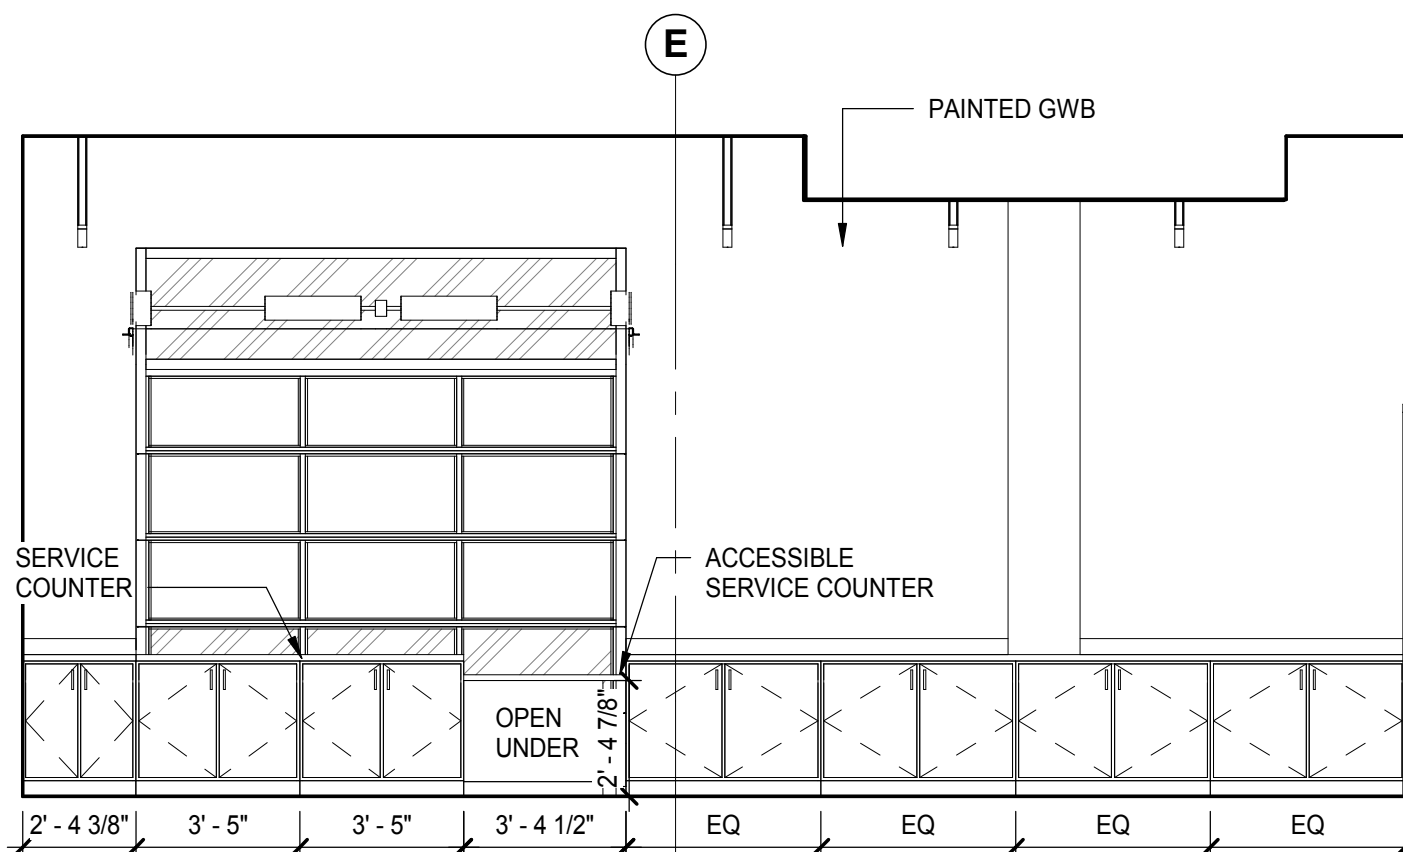 E
PAINTED GWB
SERVICE
COUNTER
ACCESSIBLE
SERVICE COUNTER
OPEN
UNDER
2' - 4 7/8"
2' - 4 3/8"
3' - 5"
3' - 5"
3' - 4 1/2"
EQ
EQ
EQ
EQ